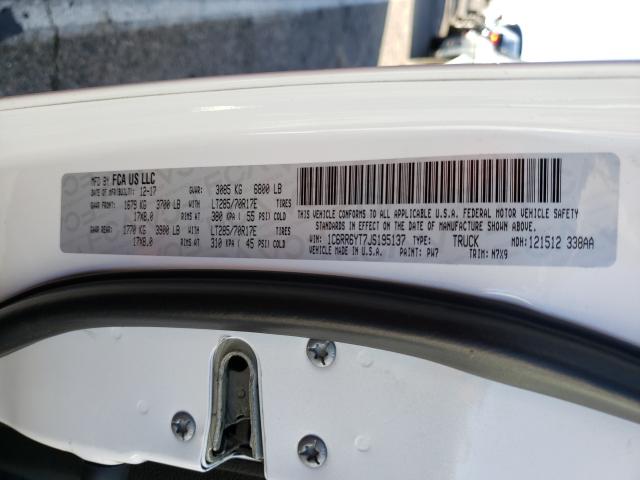 MFD BY FCA US LLC
DATE OF MFR(BUILT): 12-17 GVWR: 3085 KG 6800 LB
GAWR FRONT: 1679 KG 3700 LB WITH LT285/70R17E TIRES
17X8.0 RIMS AT 380 KPA/ 55 PSI COLD
GAWR REAR: 1770 KG 3900 LB WITH LT285/70R17E TIRES
17X8.0 RIMS AT 310 KPA/ 45 PSI COLD
THIS VEHICLE CONFORMS TO ALL APPLICABLE U.S.A. FEDERAL MOTOR VEHICLE SAFETY
STANDARDS IN EFFECT ON THE DATE OF MANUFACTURE SHOWN ABOVE.
VIN: 1C6RR6YT7JS195137 TYPE: TRUCK MDH: 121512 330AA
VEHICLE MADE IN U.S.A. PAINT: PW7 TRIM: M7X9